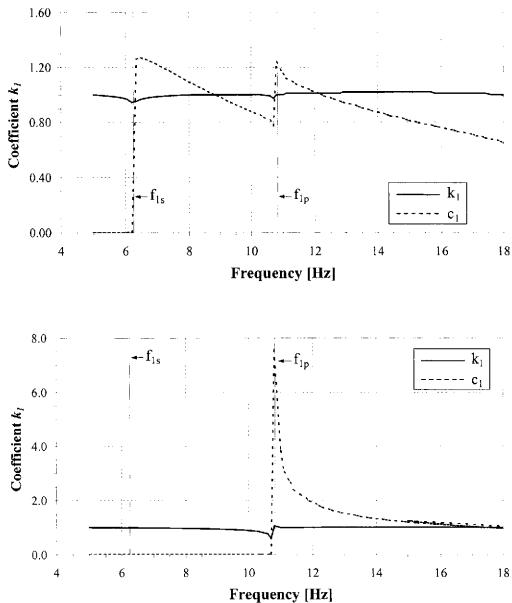 1.60
1.20
0.80
0.40
0.00
Coefficient k1
f1s
f1p
k1
c1
4 6 8 10 12 14 16 18
Frequency [Hz]
8.0
6.0
4.0
2.0
0.0
Coefficient k1
f1s
f1p
k1
c1
4 6 8 10 12 14 16 18
Frequency [Hz]